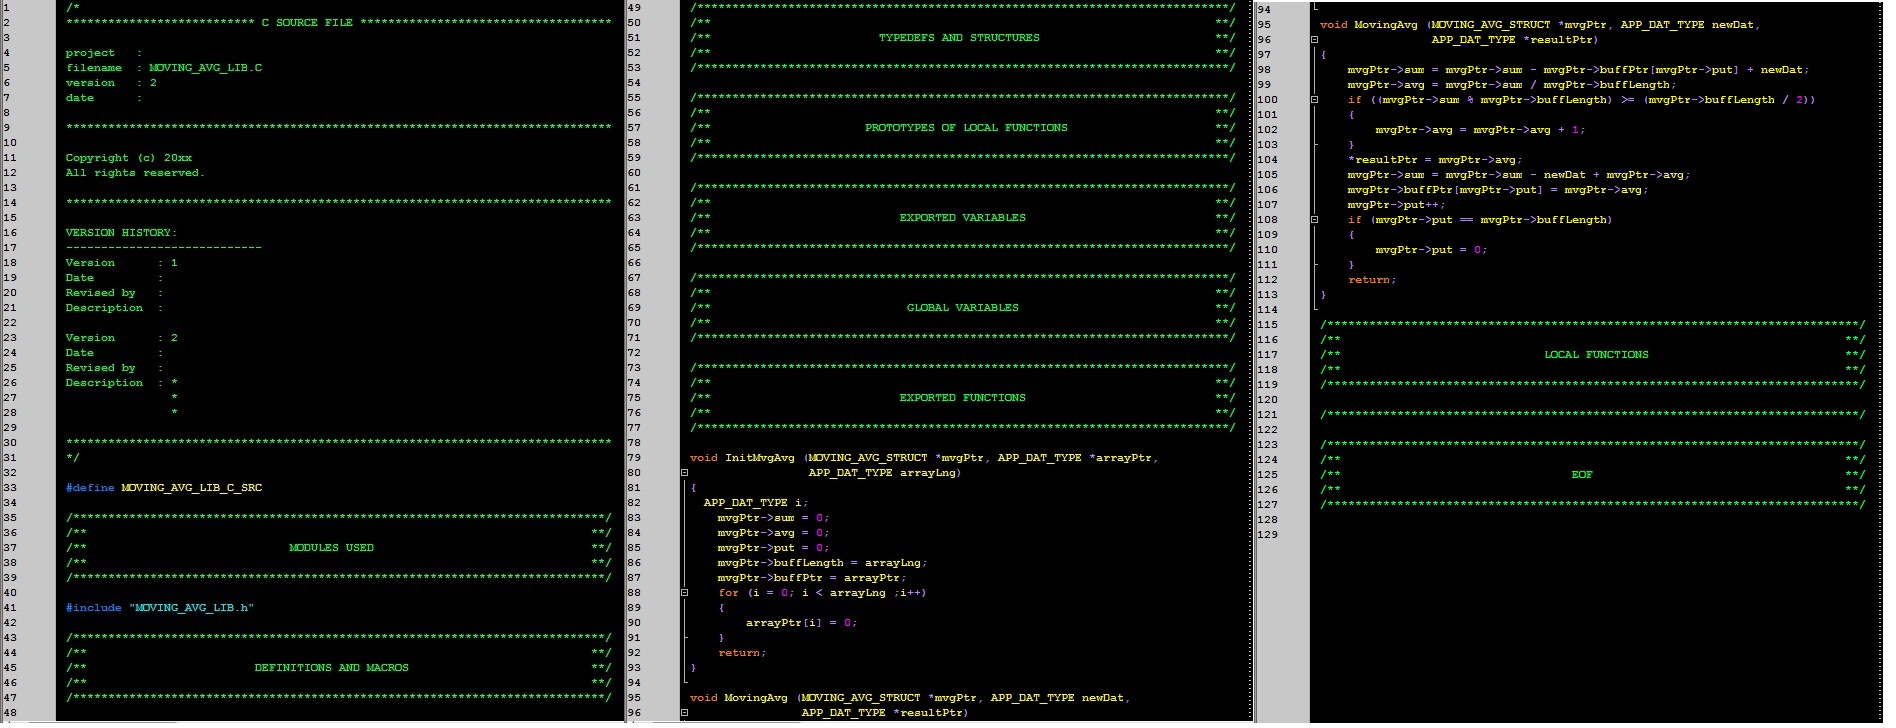 1 /*
2 *************************** C SOURCE FILE ************************************
3
4 project   :
5 filename  : MOVING_AVG_LIB.C
6 version   : 2
7 date      :
8
9 ******************************************************************************
10
11 Copyright (c) 20xx
12 All rights reserved.
13
14 ******************************************************************************
15
16 VERSION HISTORY:
17 ----------------------------
18 Version      : 1
19 Date         :
20 Revised by   :
21 Description  :
22
23 Version      : 2
24 Date         :
25 Revised by   :
26 Description  : *
27                *
28                *
29
30 ******************************************************************************
31 */
32
33 #define MOVING_AVG_LIB_C_SRC
34
35 /****************************************************************************/
36 /**                                                                        **/
37 /**                             MODULES USED                               **/
38 /**                                                                        **/
39 /****************************************************************************/
40
41 #include "MOVING_AVG_LIB.h"
42
43 /****************************************************************************/
44 /**                                                                        **/
45 /**                        DEFINITIONS AND MACROS                          **/
46 /**                                                                        **/
47 /****************************************************************************/
48
49 /****************************************************************************/
50 /**                                                                        **/
51 /**                        TYPEDEFS AND STRUCTURES                         **/
52 /**                                                                        **/
53 /****************************************************************************/
54
55 /****************************************************************************/
56 /**                                                                        **/
57 /**                      PROTOTYPES OF LOCAL FUNCTIONS                     **/
58 /**                                                                        **/
59 /****************************************************************************/
60
61 /****************************************************************************/
62 /**                                                                        **/
63 /**                           EXPORTED VARIABLES                           **/
64 /**                                                                        **/
65 /****************************************************************************/
66
67 /****************************************************************************/
68 /**                                                                        **/
69 /**                            GLOBAL VARIABLES                            **/
70 /**                                                                        **/
71 /****************************************************************************/
72
73 /****************************************************************************/
74 /**                                                                        **/
75 /**                           EXPORTED FUNCTIONS                           **/
76 /**                                                                        **/
77 /****************************************************************************/
78
79 void InitMvgAvg (MOVING_AVG_STRUCT *mvgPtr, APP_DAT_TYPE *arrayPtr,
80                  APP_DAT_TYPE arrayLng)
81 {
82   APP_DAT_TYPE i;
83     mvgPtr->sum = 0;
84     mvgPtr->avg = 0;
85     mvgPtr->put = 0;
86     mvgPtr->buffLength = arrayLng;
87     mvgPtr->buffPtr = arrayPtr;
88     for (i = 0; i < arrayLng ;i++)
89     {
90         arrayPtr[i] = 0;
91     }
92     return;
93 }
94
95 void MovingAvg (MOVING_AVG_STRUCT *mvgPtr, APP_DAT_TYPE newDat,
96                 APP_DAT_TYPE *resultPtr)
94
95 void MovingAvg (MOVING_AVG_STRUCT *mvgPtr, APP_DAT_TYPE newDat,
96                 APP_DAT_TYPE *resultPtr)
97 {
98     mvgPtr->sum = mvgPtr->sum - mvgPtr->buffPtr[mvgPtr->put] + newDat;
99     mvgPtr->avg = mvgPtr->sum / mvgPtr->buffLength;
100     if ((mvgPtr->sum % mvgPtr->buffLength) >= (mvgPtr->buffLength / 2))
101     {
102         mvgPtr->avg = mvgPtr->avg + 1;
103     }
104     *resultPtr = mvgPtr->avg;
105     mvgPtr->sum = mvgPtr->sum - newDat + mvgPtr->avg;
106     mvgPtr->buffPtr[mvgPtr->put] = mvgPtr->avg;
107     mvgPtr->put++;
108     if (mvgPtr->put == mvgPtr->buffLength)
109     {
110         mvgPtr->put = 0;
111     }
112     return;
113 }
114
115 /****************************************************************************/
116 /**                                                                        **/
117 /**                             LOCAL FUNCTIONS                            **/
118 /**                                                                        **/
119 /****************************************************************************/
120
121 /****************************************************************************/
122
123 /****************************************************************************/
124 /**                                                                        **/
125 /**                                 EOF                                    **/
126 /**                                                                        **/
127 /****************************************************************************/
128
129